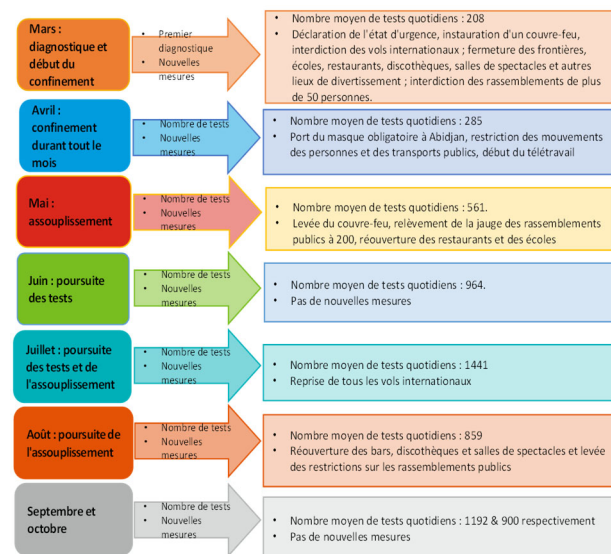 Mars :
diagnostique et
début du
confinement
• Premier
diagnostique
• Nouvelles
mesures
• Nombre moyen de tests quotidiens : 208
• Déclaration de l'état d'urgence, instauration d'un couvre-feu,
interdiction des vols internationaux ; fermeture des frontières,
écoles, restaurants, discothèques, salles de spectacles et autres
lieux de divertissement ; interdiction des rassemblements de plus
de 50 personnes.
Avril :
confinement
durant tout le
mois
• Nombre de tests
• Nouvelles
mesures
• Nombre moyen de tests quotidiens : 285
• Port du masque obligatoire à Abidjan, restriction des mouvements
des personnes et des transports publics, début du télétravail
Mai :
assouplissement
• Nombre de tests
• Nouvelles
mesures
• Nombre moyen de tests quotidiens : 561.
• Levée du couvre-feu, relèvement de la jauge des rassemblements
publics à 200, réouverture des restaurants et des écoles
Juin : poursuite
des tests
• Nombre de tests
• Nouvelles
mesures
• Nombre moyen de tests quotidiens : 964.
• Pas de nouvelles mesures
Juillet : poursuite
des tests et de
l'assouplissement
• Nombre de tests
• Nouvelles
mesures
• Nombre moyen de tests quotidiens : 1441
• Reprise de tous les vols internationaux
Août : poursuite de
l'assouplissement
• Nombre de tests
• Nouvelles
mesures
• Nombre moyen de tests quotidiens : 859
• Réouverture des bars, discothèques et salles de spectacles et levée
des restrictions sur les rassemblements publics
Septembre et
octobre
• Nombre de tests
• Nouvelles
mesures
• Nombre moyen de tests quotidiens : 1192 & 900 respectivement
• Pas de nouvelles mesures